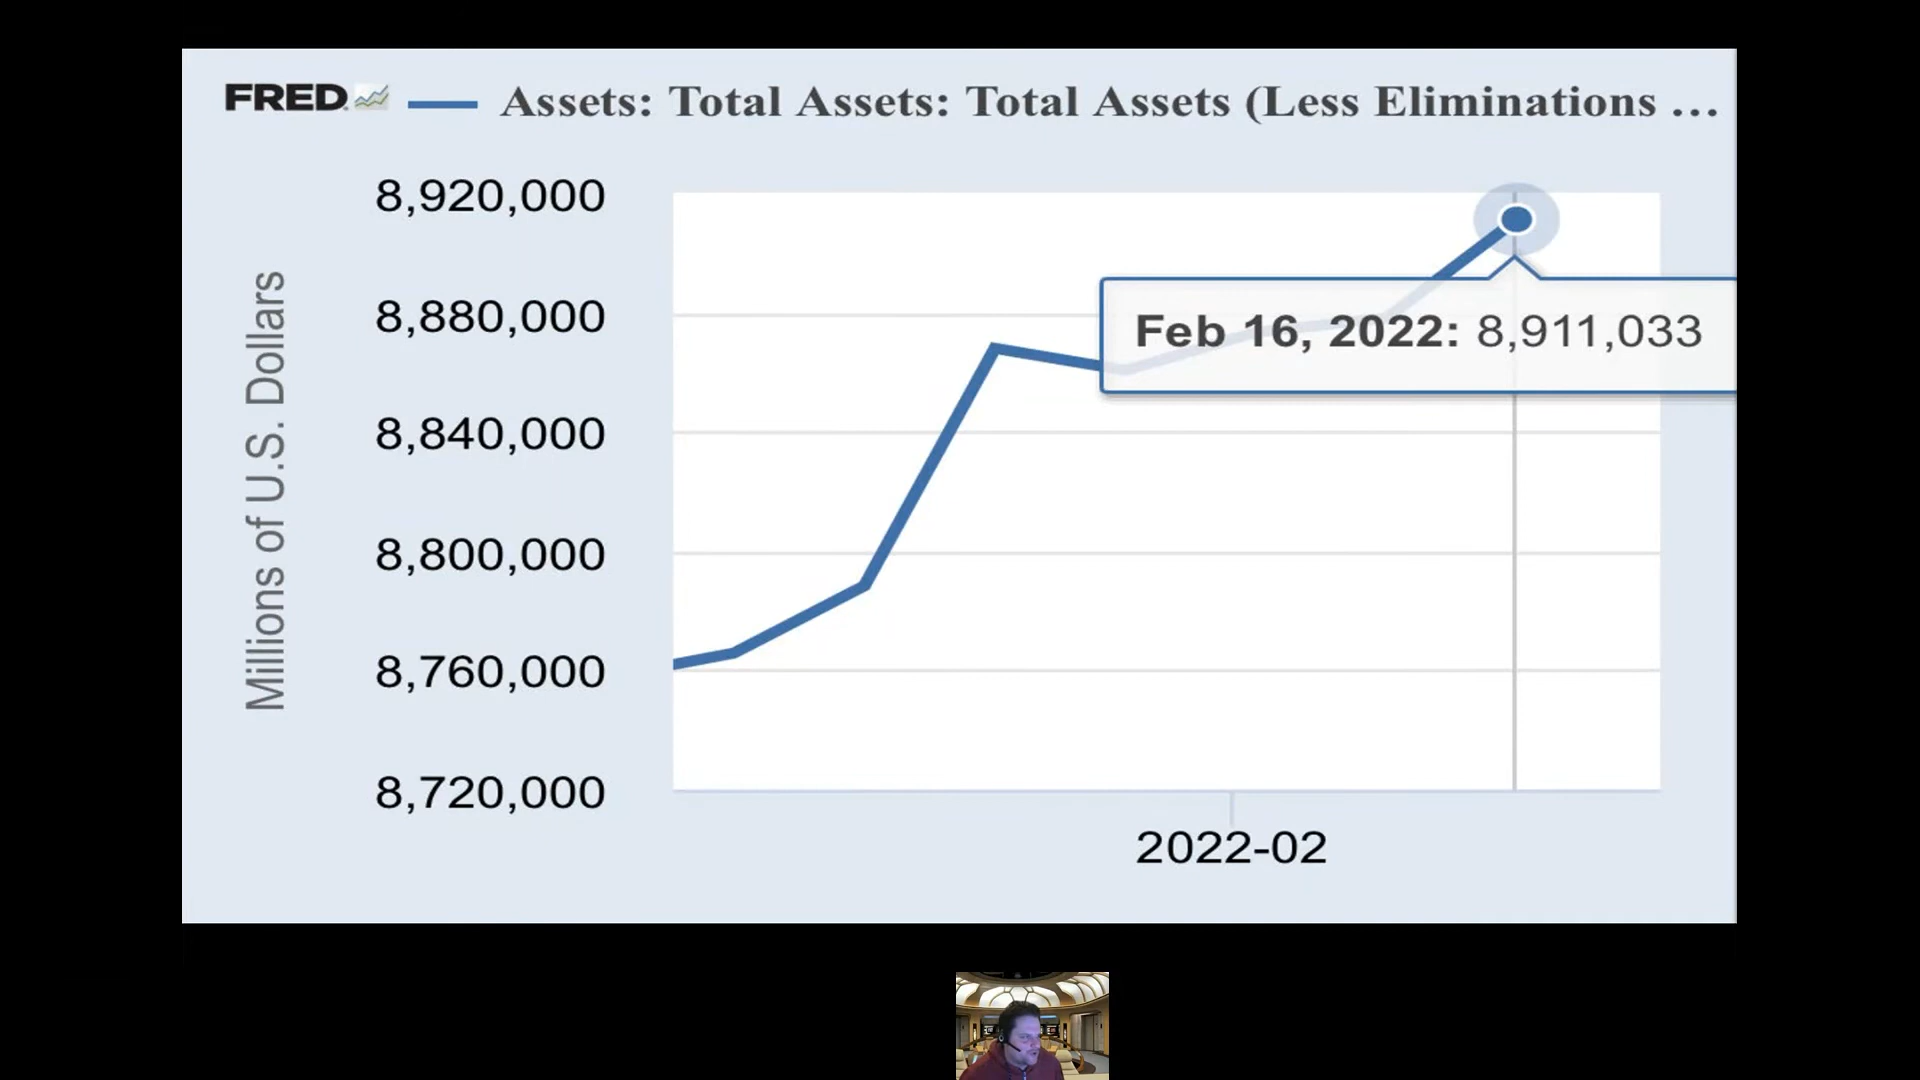 FRED
Assets: Total Assets: Total Assets (Less Eliminations ...
Millions of U.S. Dollars
8,920,000
8,880,000
8,840,000
8,800,000
8,760,000
8,720,000
Feb 16, 2022: 8,911,033
2022-02